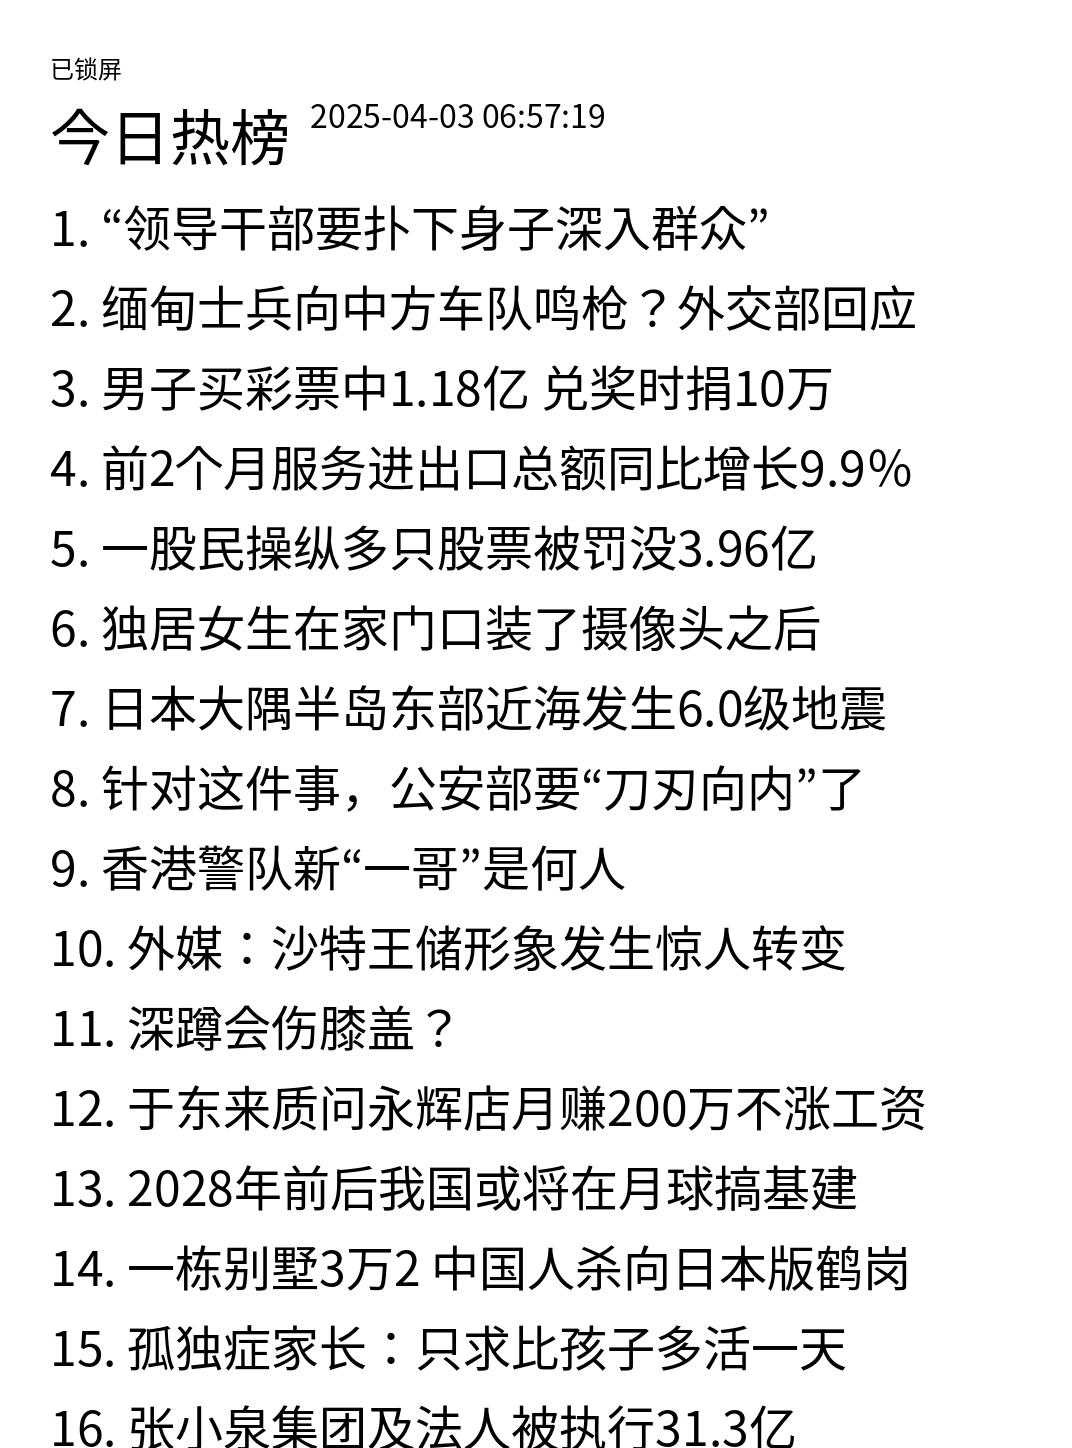 已锁屏
今日热榜 2025-04-03 06:57:19
1. “领导干部要扑下身子深入群众”
2. 缅甸士兵向中方车队鸣枪？外交部回应
3. 男子买彩票中1.18亿 兑奖时捐10万
4. 前2个月服务进出口总额同比增长9.9%
5. 一股民操纵多只股票被罚没3.96亿
6. 独居女生在家门口装了摄像头之后
7. 日本大隅半岛东部近海发生6.0级地震
8. 针对这件事，公安部要“刀刃向内”了
9. 香港警队新“一哥”是何人
10. 外媒：沙特王储形象发生惊人转变
11. 深蹲会伤膝盖？
12. 于东来质问永辉店月赚200万不涨工资
13. 2028年前后我国或将在月球搞基建
14. 一栋别墅3万2 中国人杀向日本版鹤岗
15. 孤独症家长：只求比孩子多活一天
16. 张小泉集团及法人被执行31.3亿